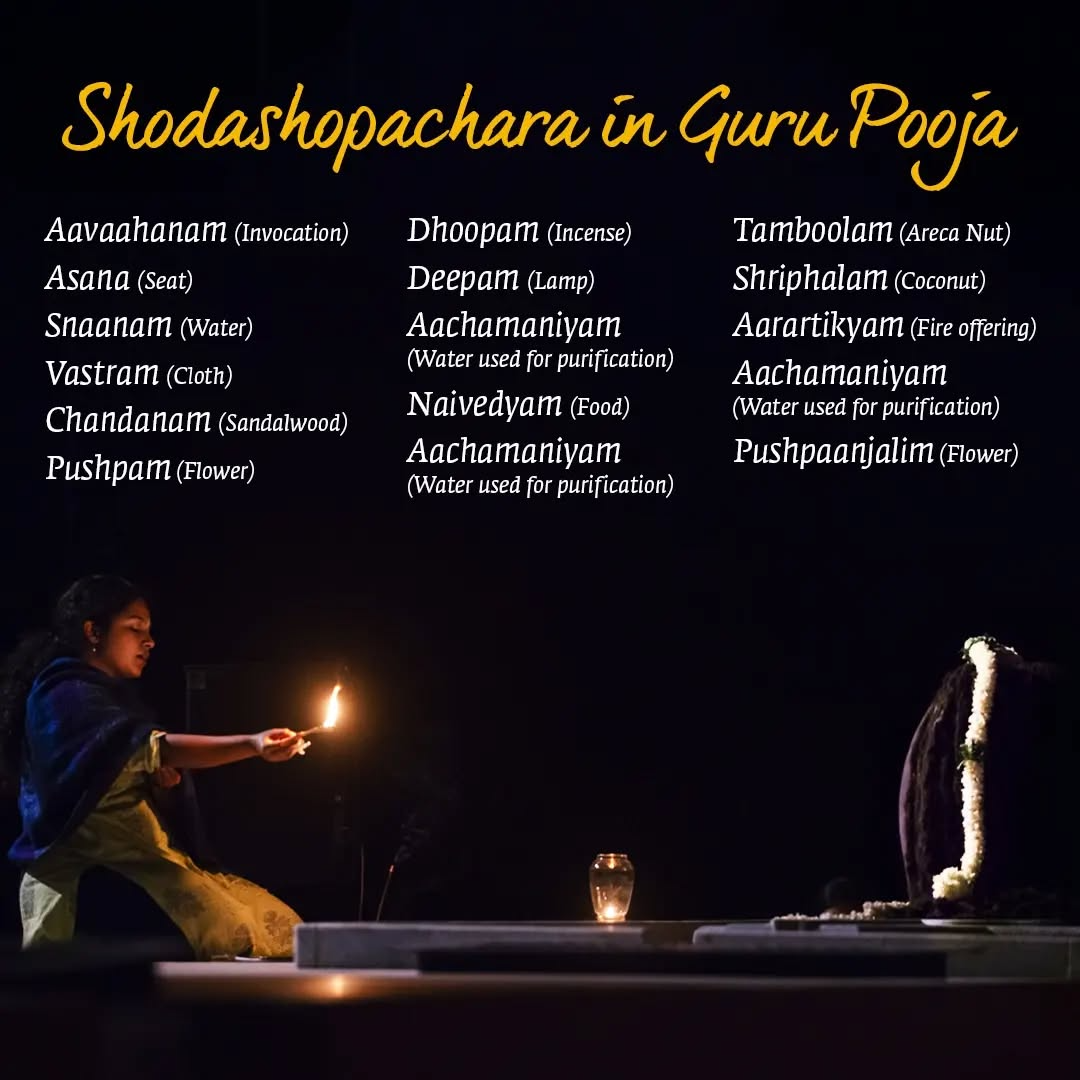 Shodashopachara in Guru Pooja
Aavaahanam (Invocation)
Asana (Seat)
Snaanam (Water)
Vastram (Cloth)
Chandanam (Sandalwood)
Pushpam (Flower)
Dhoopam (Incense)
Deepam (Lamp)
Aachamaniyam
(Water used for purification)
Naivedyam (Food)
Aachamaniyam
(Water used for purification)
Tamboolam (Areca Nut)
Shriphalam (Coconut)
Aarartikyam (Fire offering)
Aachamaniyam
(Water used for purification)
Pushpaanjalim (Flower)